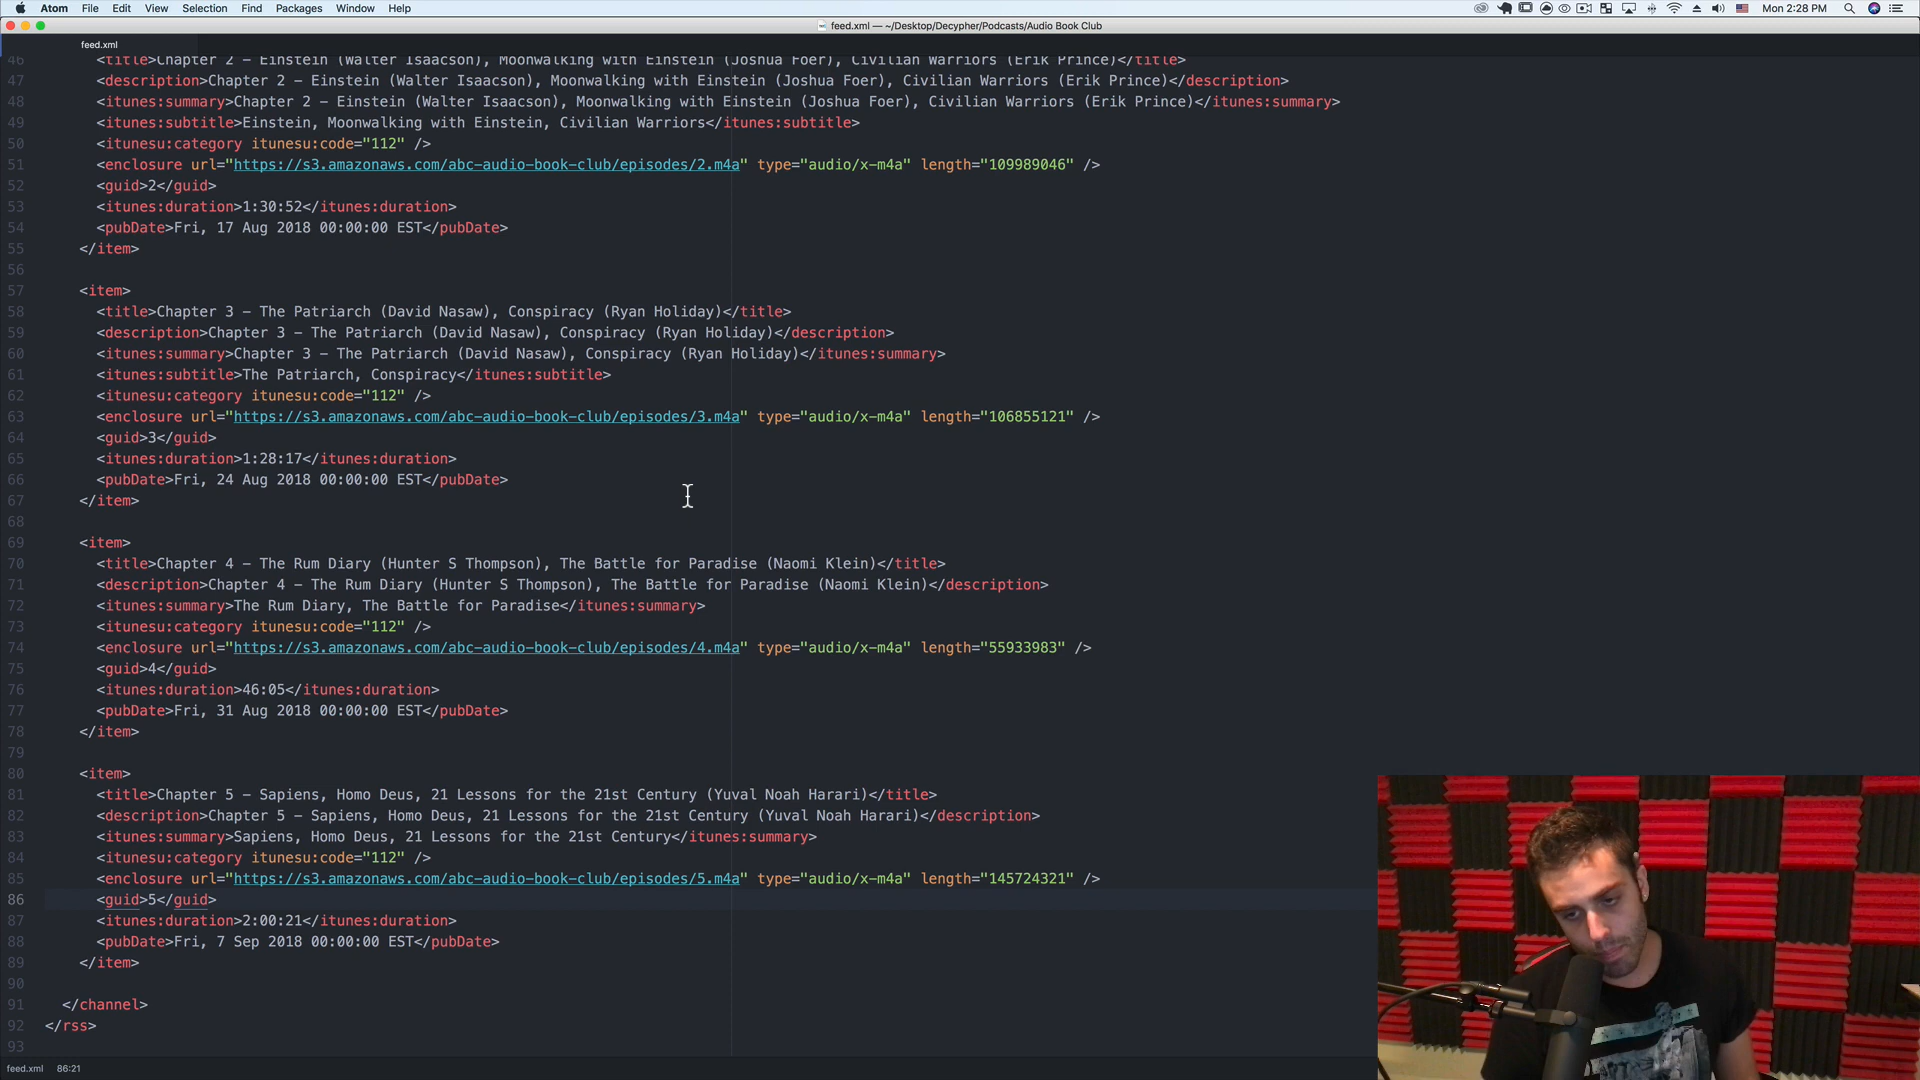 Atom File Edit View Selection Find Packages Window Help Mon 2:28 PM
feed.xml — ~/Desktop/Decypher/Podcasts/Audio Book Club
feed.xml
46 <title>Chapter 2 – Einstein (Walter Isaacson), Moonwalking with Einstein (Joshua Foer), Civilian Warriors (Erik Prince)</title>
47 <description>Chapter 2 – Einstein (Walter Isaacson), Moonwalking with Einstein (Joshua Foer), Civilian Warriors (Erik Prince)</description>
48 <itunes:summary>Chapter 2 – Einstein (Walter Isaacson), Moonwalking with Einstein (Joshua Foer), Civilian Warriors (Erik Prince)</itunes:summary>
49 <itunes:subtitle>Einstein, Moonwalking with Einstein, Civilian Warriors</itunes:subtitle>
50 <itunesu:category itunesu:code="112" />
51 <enclosure url="https://s3.amazonaws.com/abc-audio-book-club/episodes/2.m4a" type="audio/x-m4a" length="109989046" />
52 <guid>2</guid>
53 <itunes:duration>1:30:52</itunes:duration>
54 <pubDate>Fri, 17 Aug 2018 00:00:00 EST</pubDate>
55 </item>
56
57 <item>
58 <title>Chapter 3 – The Patriarch (David Nasaw), Conspiracy (Ryan Holiday)</title>
59 <description>Chapter 3 – The Patriarch (David Nasaw), Conspiracy (Ryan Holiday)</description>
60 <itunes:summary>Chapter 3 – The Patriarch (David Nasaw), Conspiracy (Ryan Holiday)</itunes:summary>
61 <itunes:subtitle>The Patriarch, Conspiracy</itunes:subtitle>
62 <itunesu:category itunesu:code="112" />
63 <enclosure url="https://s3.amazonaws.com/abc-audio-book-club/episodes/3.m4a" type="audio/x-m4a" length="106855121" />
64 <guid>3</guid>
65 <itunes:duration>1:28:17</itunes:duration>
66 <pubDate>Fri, 24 Aug 2018 00:00:00 EST</pubDate>
67 </item>
68
69 <item>
70 <title>Chapter 4 – The Rum Diary (Hunter S Thompson), The Battle for Paradise (Naomi Klein)</title>
71 <description>Chapter 4 – The Rum Diary (Hunter S Thompson), The Battle for Paradise (Naomi Klein)</description>
72 <itunes:summary>The Rum Diary, The Battle for Paradise</itunes:summary>
73 <itunesu:category itunesu:code="112" />
74 <enclosure url="https://s3.amazonaws.com/abc-audio-book-club/episodes/4.m4a" type="audio/x-m4a" length="55933983" />
75 <guid>4</guid>
76 <itunes:duration>46:05</itunes:duration>
77 <pubDate>Fri, 31 Aug 2018 00:00:00 EST</pubDate>
78 </item>
79
80 <item>
81 <title>Chapter 5 – Sapiens, Homo Deus, 21 Lessons for the 21st Century (Yuval Noah Harari)</title>
82 <description>Chapter 5 – Sapiens, Homo Deus, 21 Lessons for the 21st Century (Yuval Noah Harari)</description>
83 <itunes:summary>Sapiens, Homo Deus, 21 Lessons for the 21st Century</itunes:summary>
84 <itunesu:category itunesu:code="112" />
85 <enclosure url="https://s3.amazonaws.com/abc-audio-book-club/episodes/5.m4a" type="audio/x-m4a" length="145724321" />
86 <guid>5</guid>
87 <itunes:duration>2:00:21</itunes:duration>
88 <pubDate>Fri, 7 Sep 2018 00:00:00 EST</pubDate>
89 </item>
90
91 </channel>
92 </rss>
93
feed.xml 86:21